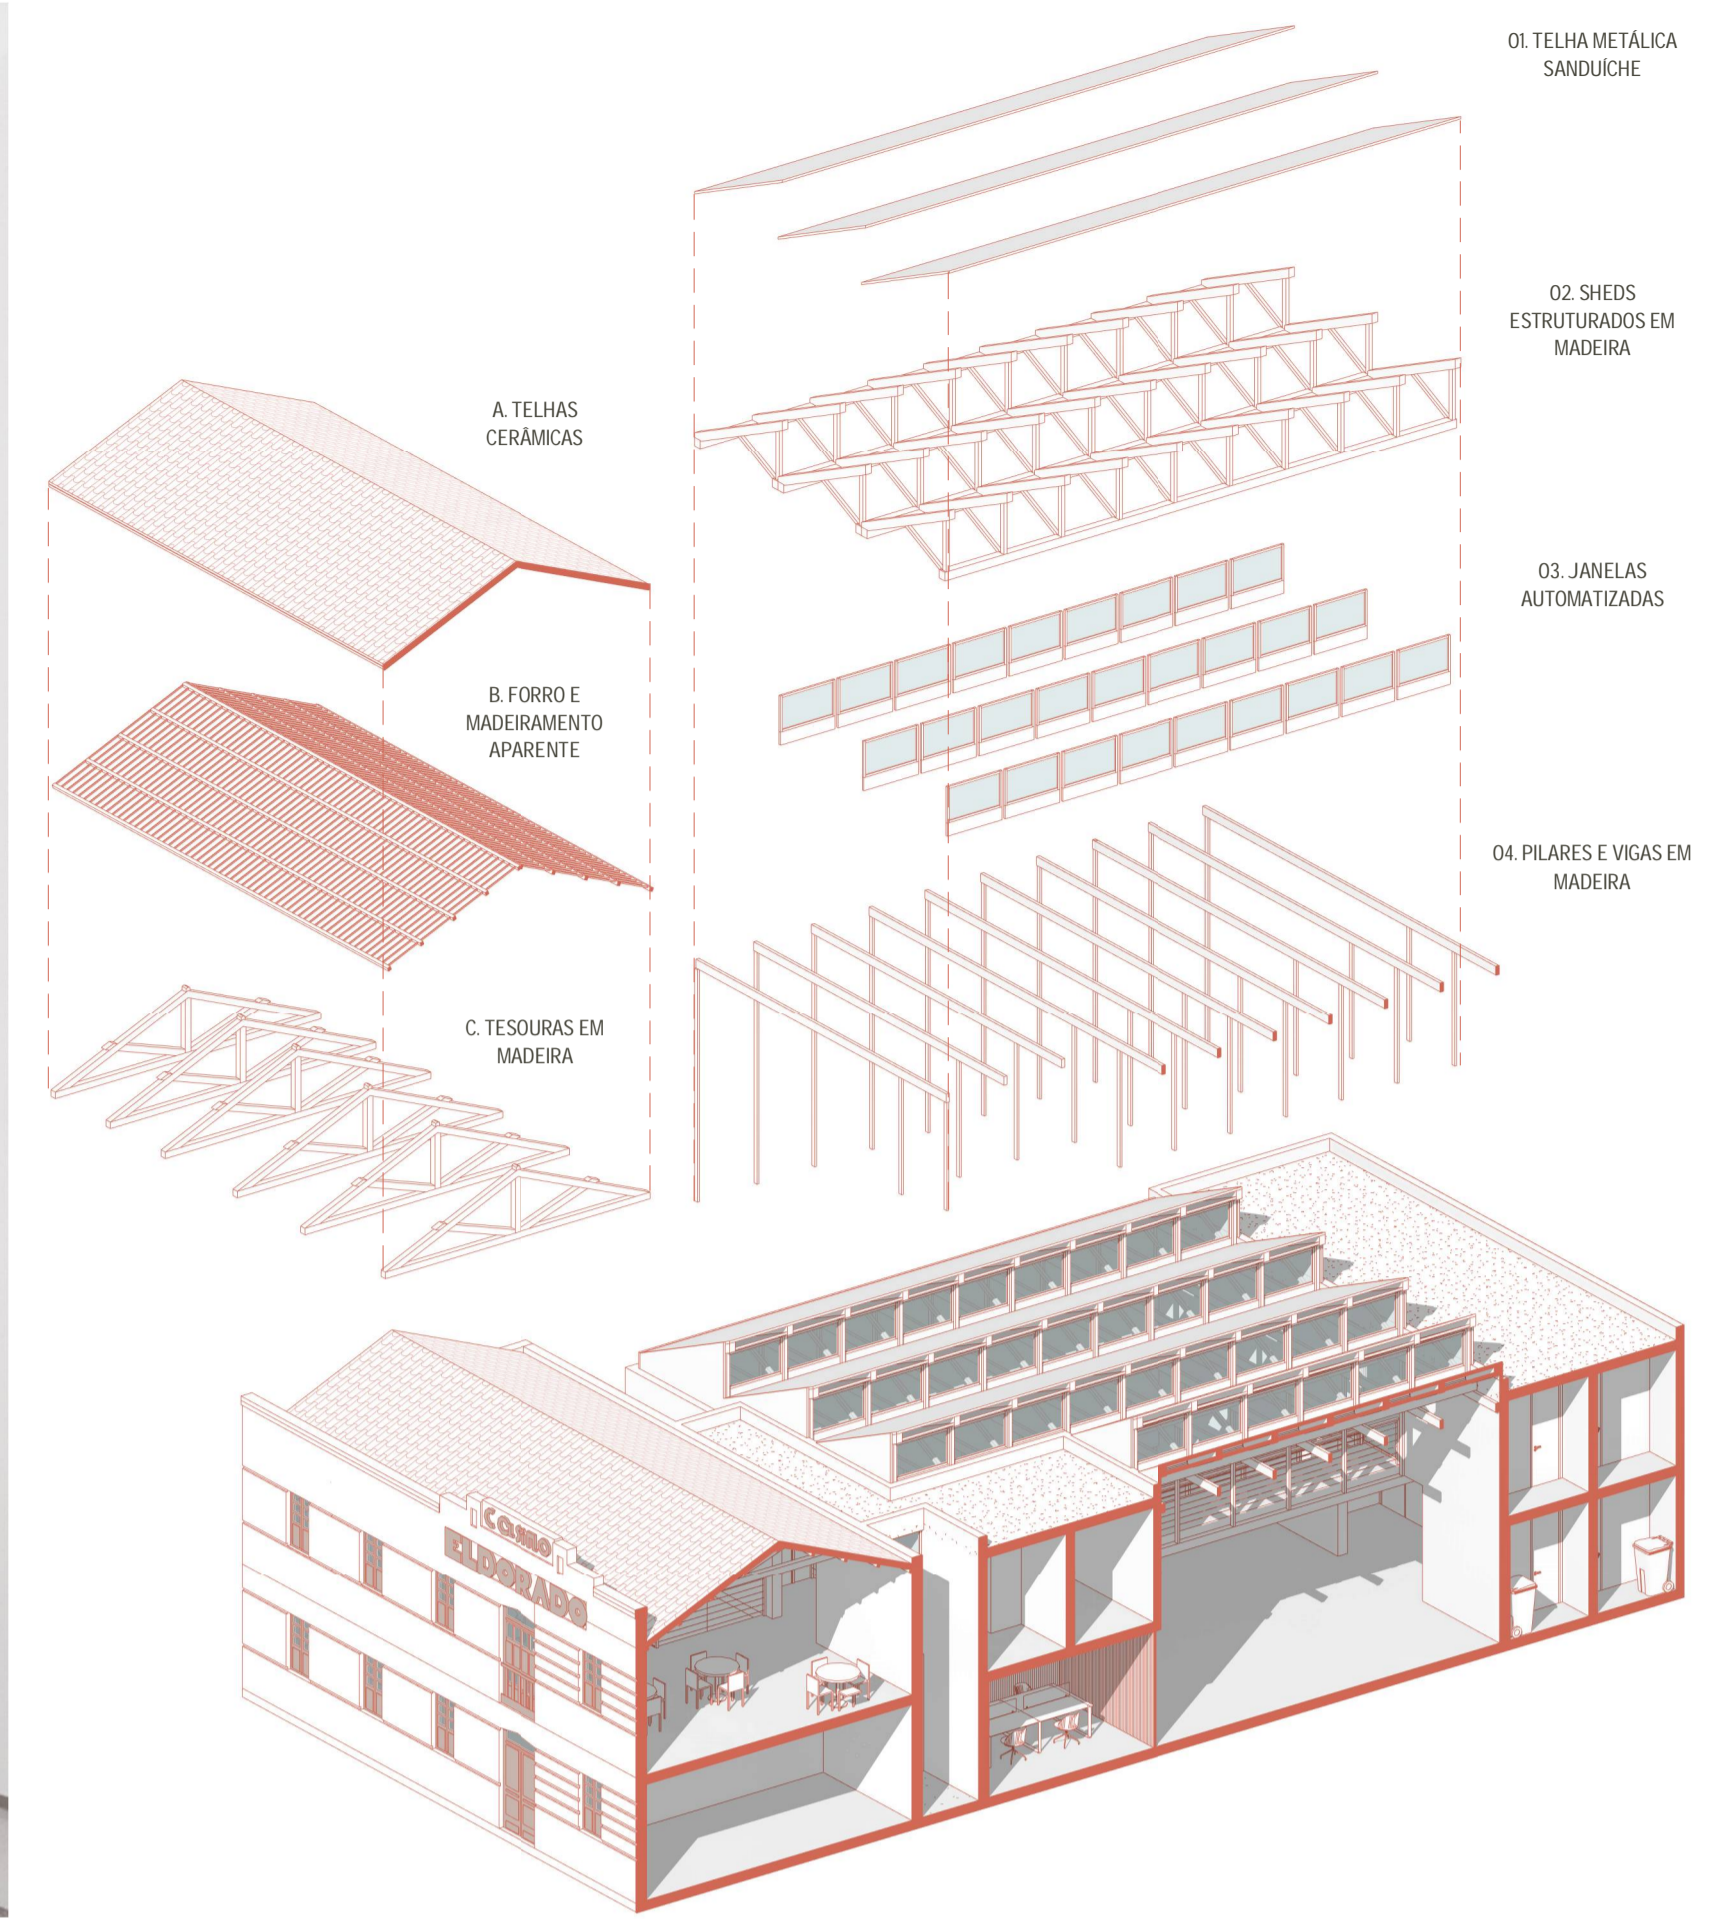 01. TELHA METÁLICA
SANDUÍCHE
02. SHEDS
ESTRUTURADOS EM
MADEIRA
A. TELHAS
CERÂMICAS
03. JANELAS
AUTOMATIZADAS
B. FORRO E
MADEIRAMENTO
APARENTE
04. PILARES E VIGAS EM
MADEIRA
C. TESOURAS EM
MADEIRA
ELDORADO